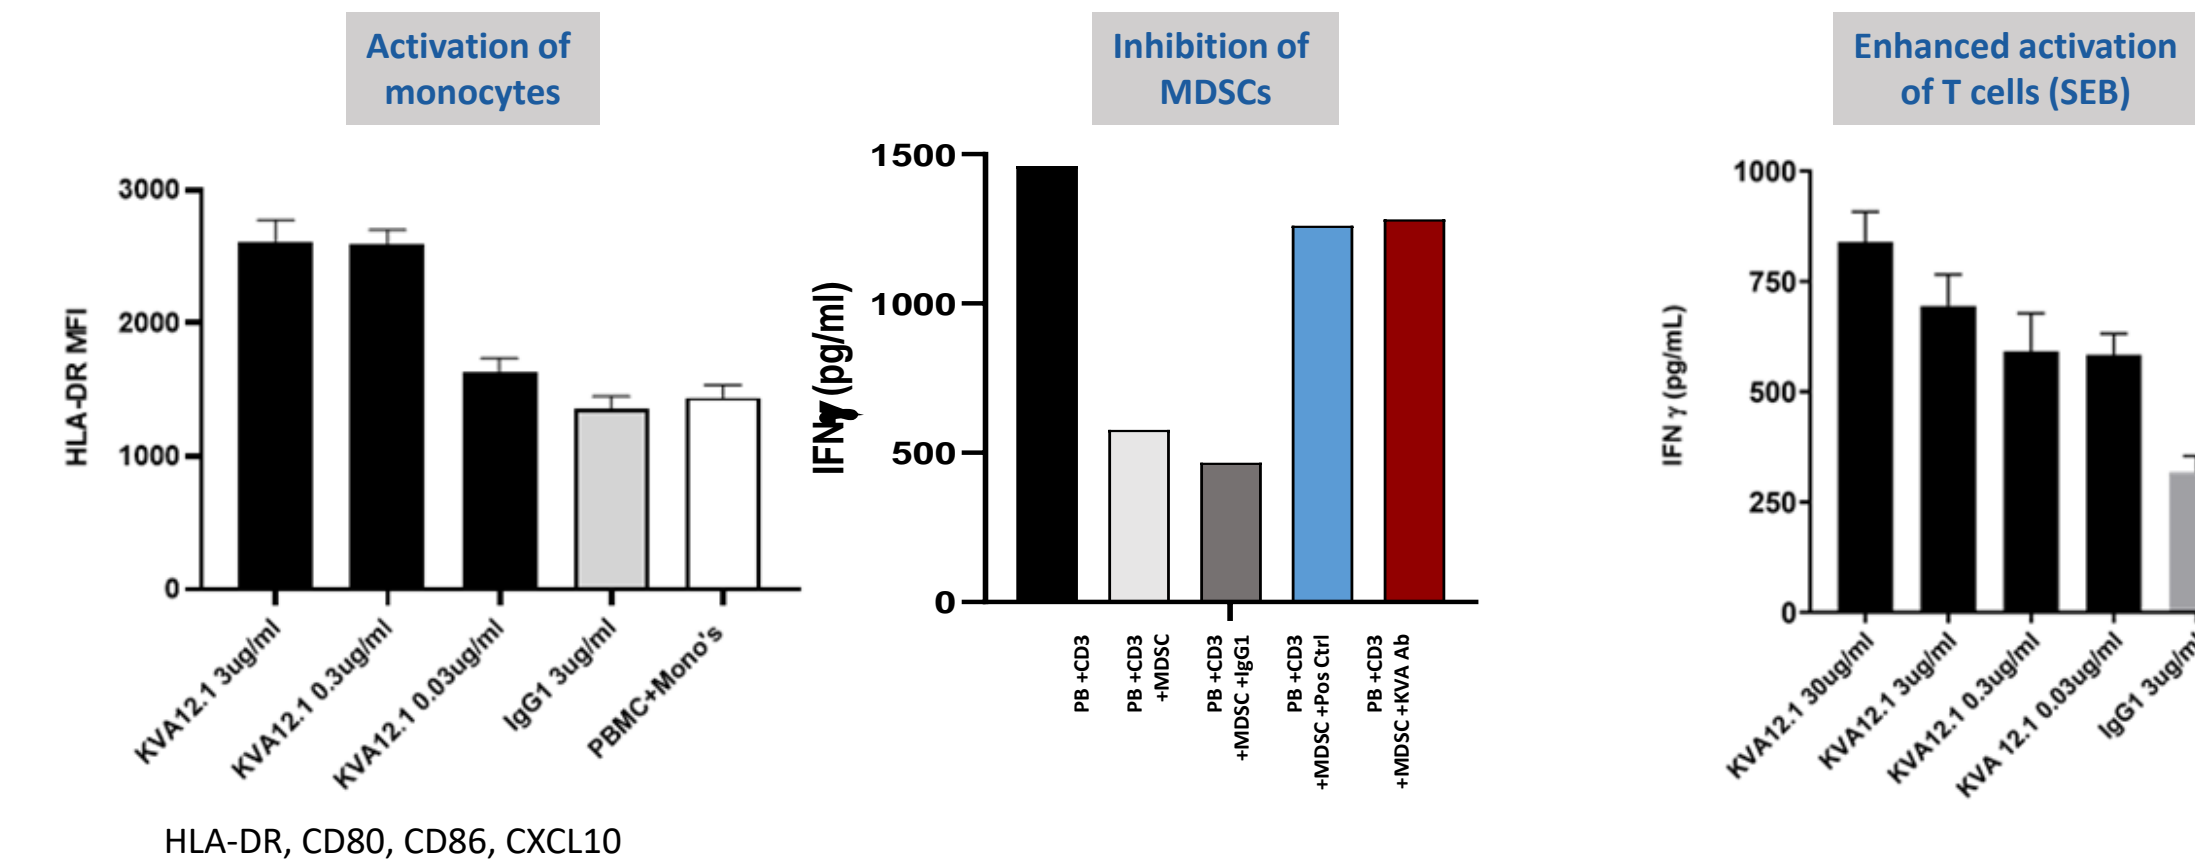 Activation of
monocytes
3000
2000
1000
0
HLA-DR MFI
KVA12.1 3ug/ml
KVA12.1 0.3ug/ml
KVA12.1 0.03ug/ml
IgG1 3ug/ml
PBMC+Mono's
HLA-DR, CD80, CD86, CXCL10
Inhibition of
MDSCs
1500
1000
500
0
IFNγ (pg/ml)
PB +CD3
PB +CD3
+MDSC
PB +CD3
+MDSC +IgG1
PB +CD3
+MDSC +Pos Ctrl
PB +CD3
+MDSC +KVA Ab
Enhanced activation
of T cells (SEB)
1000
750
500
250
0
IFN γ (pg/mL)
KVA12.1 30ug/ml
KVA12.1 3ug/ml
KVA12.1 0.3ug/ml
KVA 12.1 0.03ug/ml
IgG1 3ug/ml